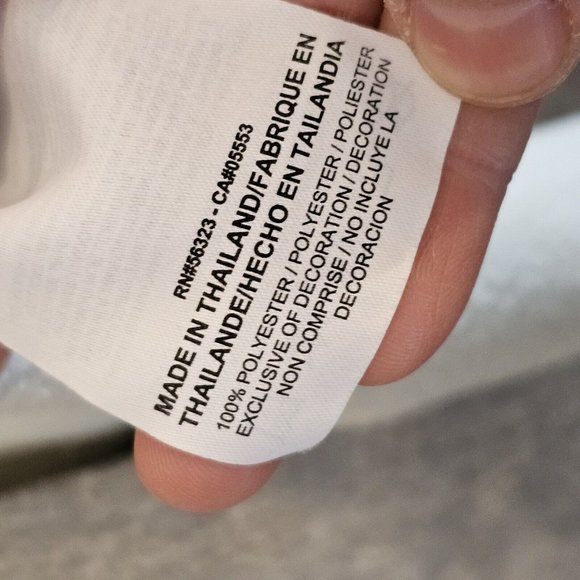 RN#56323 - CA#05553
MADE IN THAILAND/FABRIQUE EN
THAILANDE/HECHO EN TAILANDIA
100% POLYESTER / POLYESTER / POLIESTER
EXCLUSIVE OF DECORATION / DECORATION
NON COMPRISE / NO INCLUYE LA
DECORACION